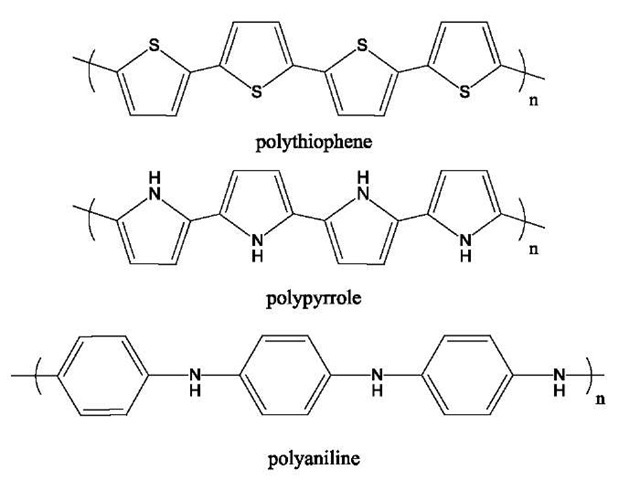 S S
S S
n
polythiophene
H H
N N
N N
H H
n
polypyrrole
N N N
H H H
n
polyaniline